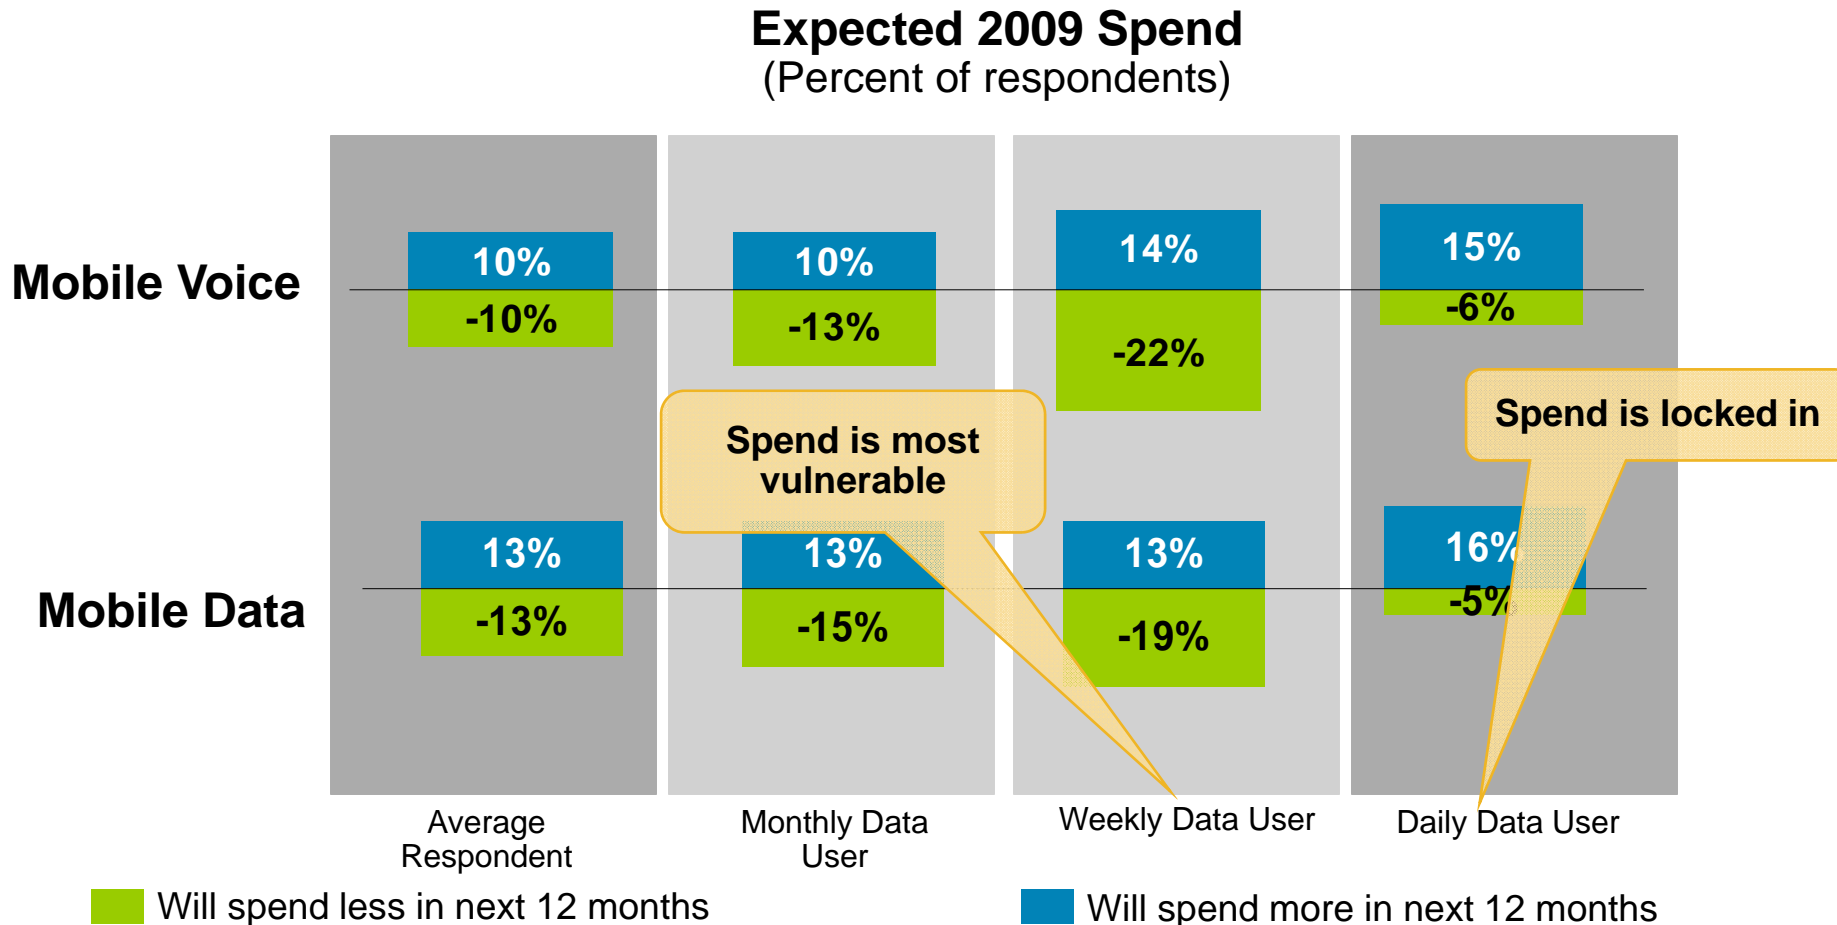 Expected 2009 Spend
(Percent of respondents)
Mobile Voice
10%
10%
14%
15%
-10%
-13%
-22%
-6%
Spend is most
vulnerable
Spend is locked in
Mobile Data
13%
13%
13%
16%
-13%
-15%
-19%
-5%
Average
Respondent
Monthly Data
User
Weekly Data User
Daily Data User
Will spend less in next 12 months
Will spend more in next 12 months